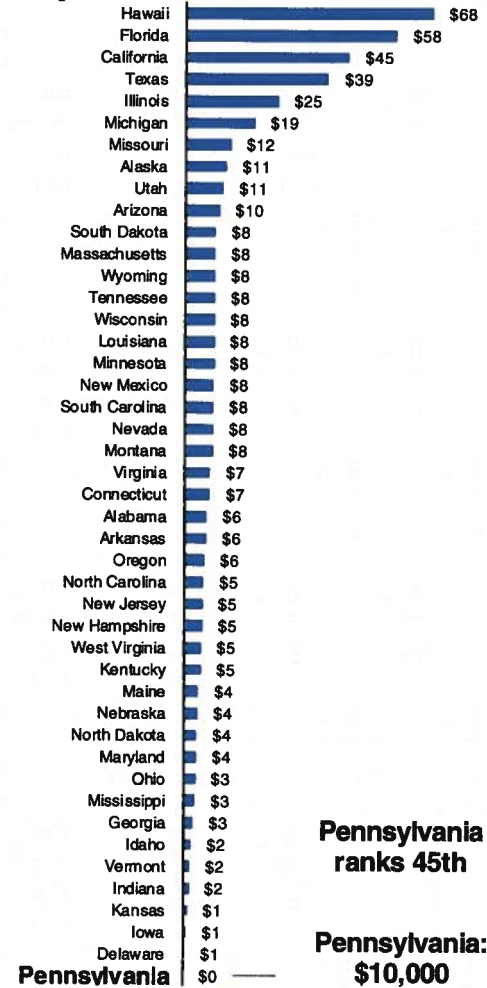 Hawaii $68
Florida $58
California $45
Texas $39
Illinois $25
Michigan $19
Missouri $12
Alaska $11
Utah $11
Arizona $10
South Dakota $8
Massachusetts $8
Wyoming $8
Tennessee $8
Wisconsin $8
Louisiana $8
Minnesota $8
New Mexico $8
South Carolina $8
Nevada $8
Montana $8
Virginia $7
Connecticut $7
Alabama $6
Arkansas $6
Oregon $6
North Carolina $5
New Jersey $5
New Hampshire $5
West Virginia $5
Kentucky $5
Maine $4
Nebraska $4
North Dakota $4
Maryland $4
Ohio $3
Mississippi $3
Georgia $3
Idaho $2
Vermont $2
Indiana $2
Kansas $1
Iowa $1
Delaware $1
Pennsylvania $0
Pennsylvania
ranks 45th
Pennsylvania:
$10,000